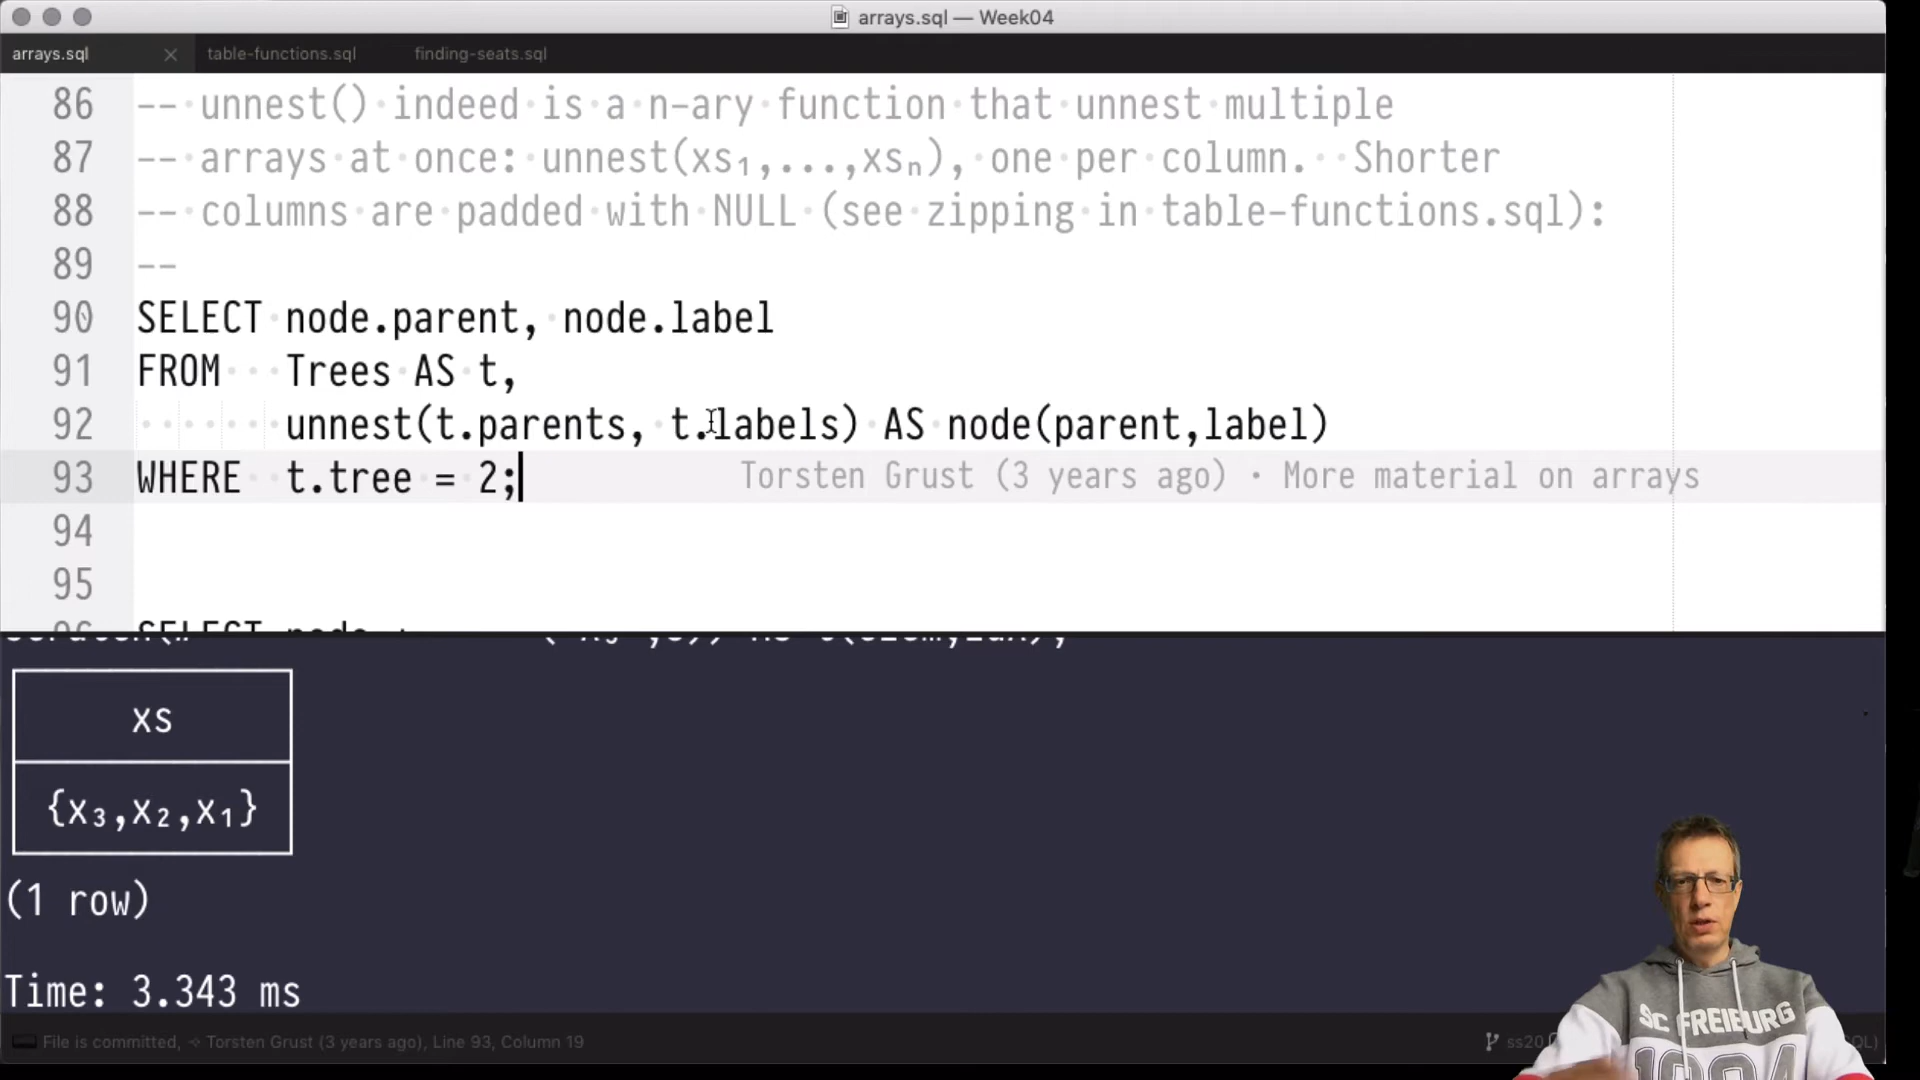 arrays.sql — Week04
arrays.sql table-functions.sql finding-seats.sql
86 -- unnest() indeed is a n-ary function that unnest multiple
87 -- arrays at once: unnest(xs₁,...,xsₙ), one per column. Shorter
88 -- columns are padded with NULL (see zipping in table-functions.sql):
89 --
90 SELECT node.parent, node.label
91 FROM Trees AS t,
92 unnest(t.parents, t.labels) AS node(parent,label)
93 WHERE t.tree = 2; Torsten Grust (3 years ago) · More material on arrays
94
95
xs
{x₃,x₂,x₁}
(1 row)
Time: 3.343 ms
File is committed, Torsten Grust (3 years ago), Line 93, Column 19
ss20
SC FREIBURG